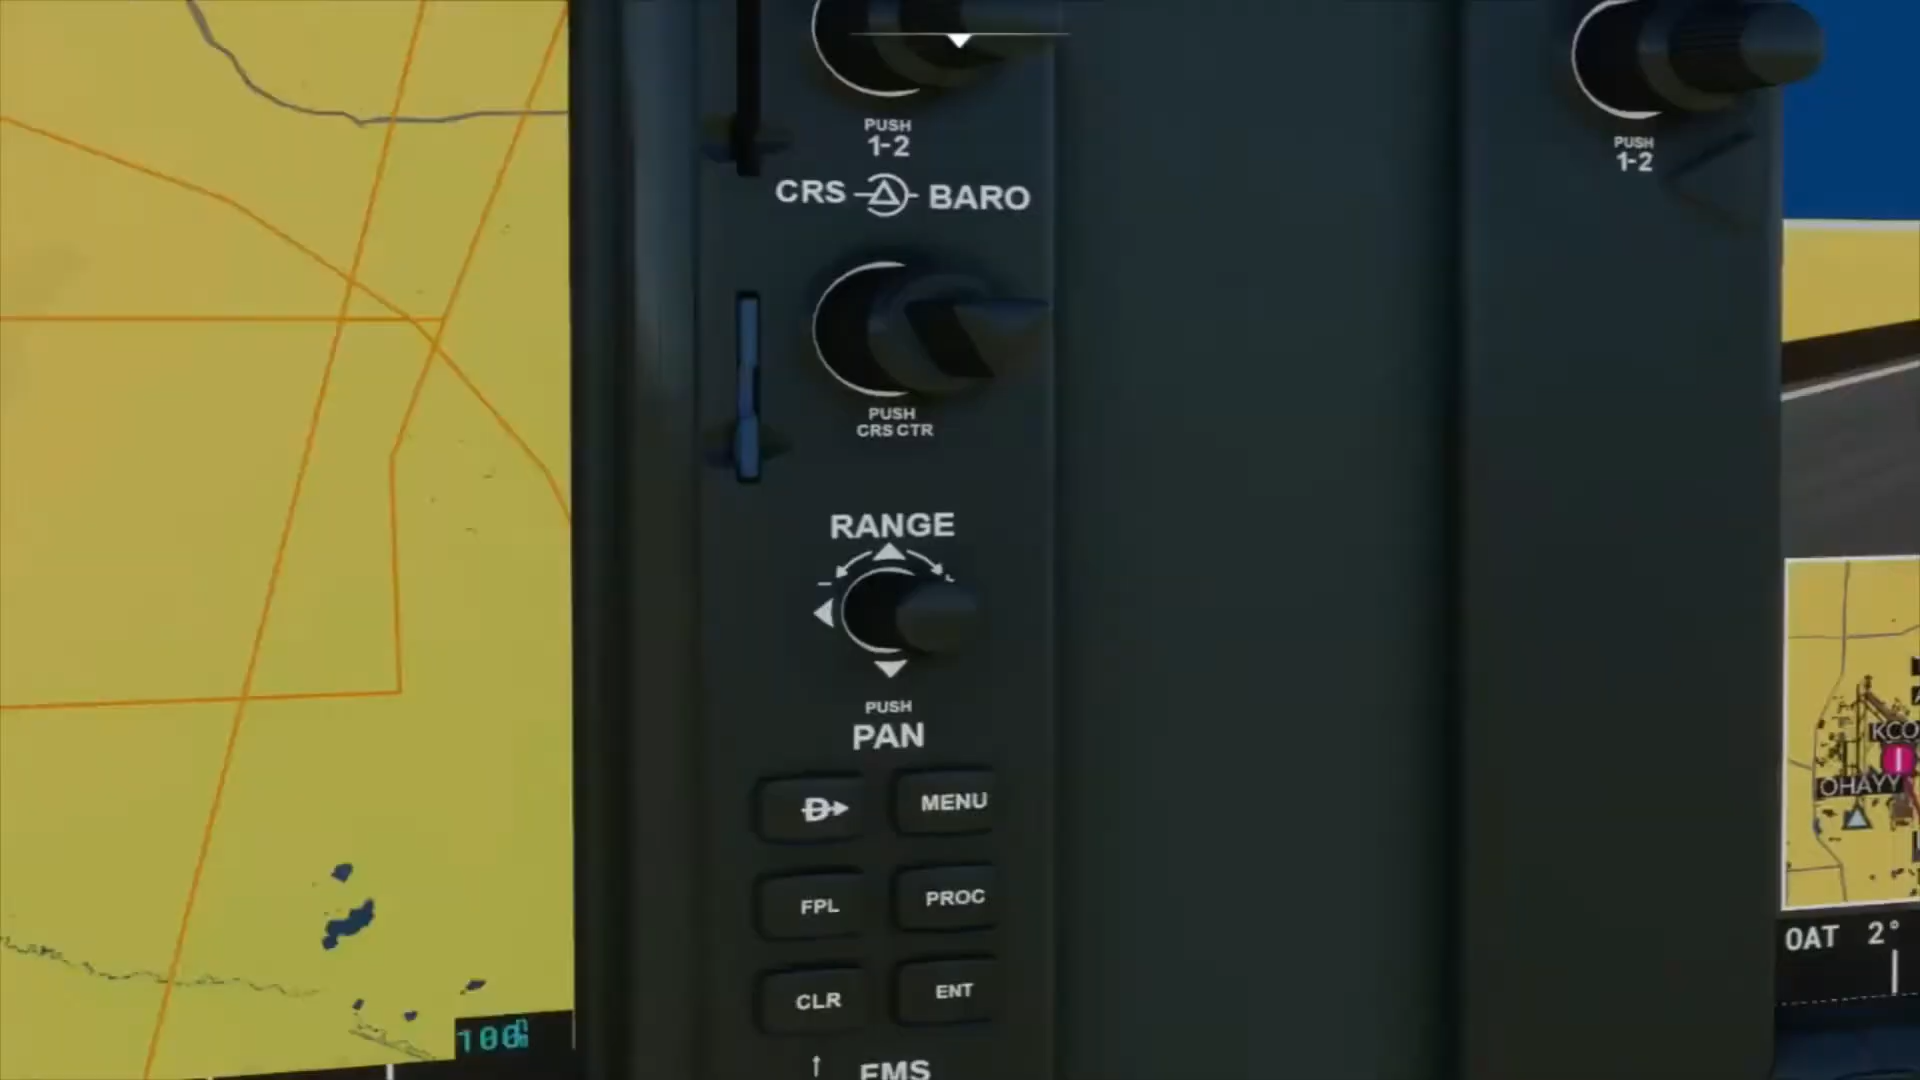 PUSH
1-2
PUSH
1-2
CRS BARO
PUSH
CRS CTR
RANGE
PUSH
PAN
MENU
FPL
PROC
CLR
ENT
FMS
100
KCO
OHAYY
OAT 2°